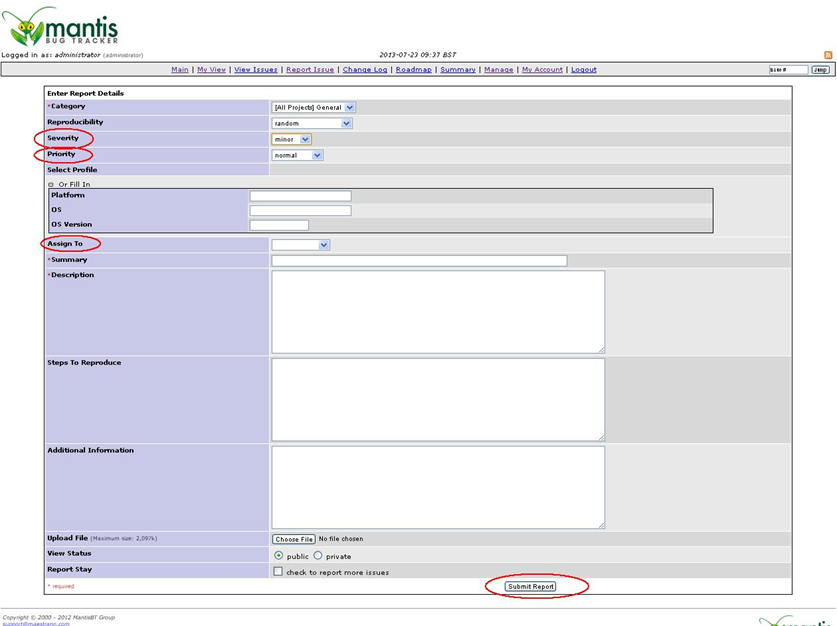 mantis
BUG TRACKER
Logged in as: administrator (administrator)
2013-07-23 09:37 BST
Main | My View | View Issues | Report Issue | Change Log | Roadmap | Summary | Manage | My Account | Logout
Issue # Jump
Enter Report Details
*Category [All Projects] General
Reproducibility random
Severity minor
Priority normal
Select Profile
Or Fill In
Platform
OS
OS Version
Assign To
*Summary
*Description
Steps To Reproduce
Additional Information
Upload File (Maximum size: 2,097k) Choose File No file chosen
View Status public private
Report Stay check to report more issues
* required Submit Report
Copyright © 2000 - 2012 MantisBT Group
support@maestrano.com
mantis